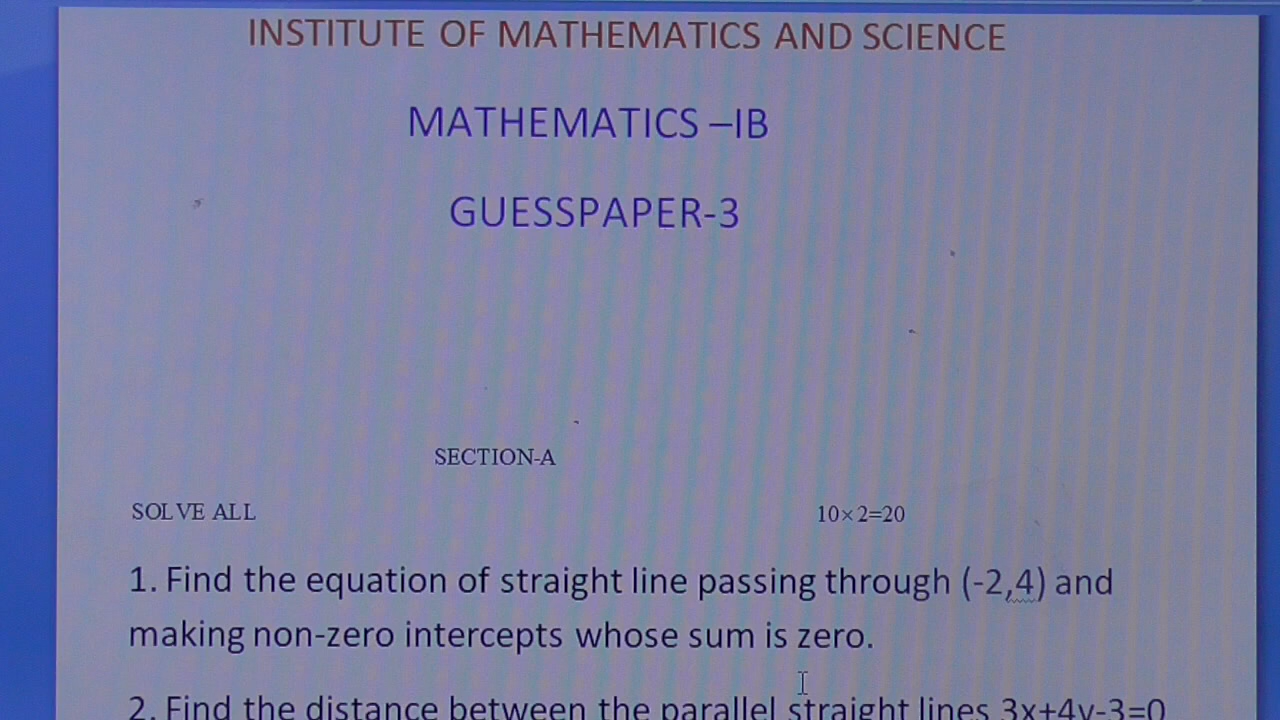 INSTITUTE OF MATHEMATICS AND SCIENCE
MATHEMATICS –IB
GUESSPAPER-3
SECTION-A
SOLVE ALL 10×2=20
1. Find the equation of straight line passing through (-2,4) and
making non-zero intercepts whose sum is zero.
2. Find the distance between the parallel straight lines 3x+4y-3=0